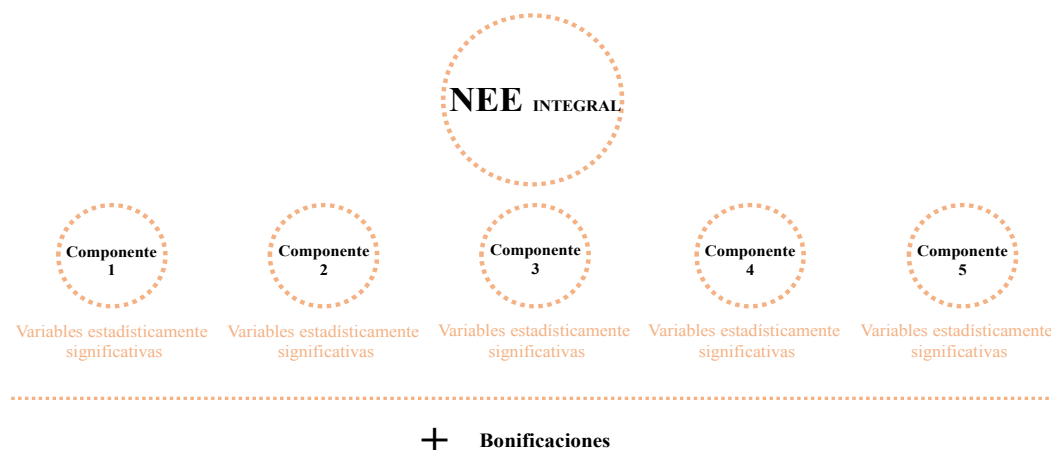 NEE INTEGRAL
Componente
1
Componente
2
Componente
3
Componente
4
Componente
5
Variables estadísticamente
significativas
Variables estadísticamente
significativas
Variables estadísticamente
significativas
Variables estadísticamente
significativas
Variables estadísticamente
significativas
+ Bonificaciones